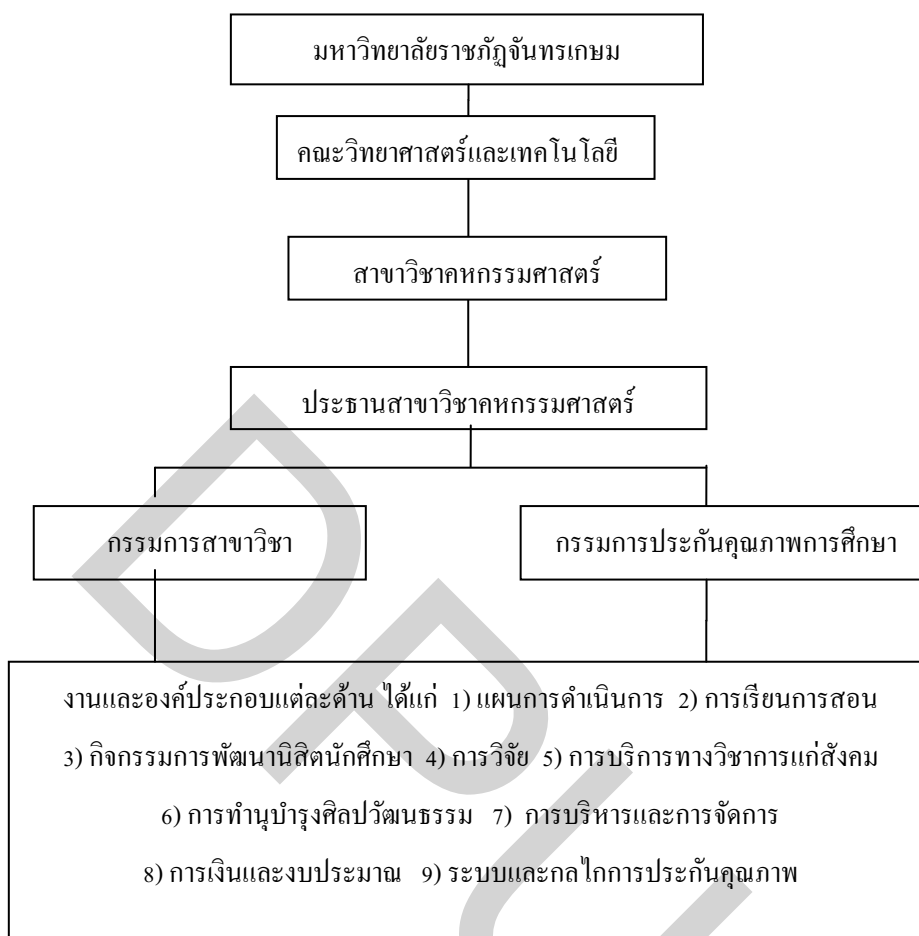 มหาวิทยาลัยราชภัฏจันทรเกษม
คณะวิทยาศาสตร์และเทคโนโลยี
สาขาวิชาคหกรรมศาสตร์
ประธานสาขาวิชาคหกรรมศาสตร์
กรรมการสาขาวิชา
กรรมการประกันคุณภาพการศึกษา
งานและองค์ประกอบแต่ละด้าน ได้แก่ 1) แผนการดำเนินการ 2) การเรียนการสอน
3) กิจกรรมการพัฒนานิสิตนักศึกษา 4) การวิจัย 5) การบริการทางวิชาการแก่สังคม
6) การทำนุบำรุงศิลปวัฒนธรรม 7) การบริหารและการจัดการ
8) การเงินและงบประมาณ 9) ระบบและกลไกการประกันคุณภาพ
DPU